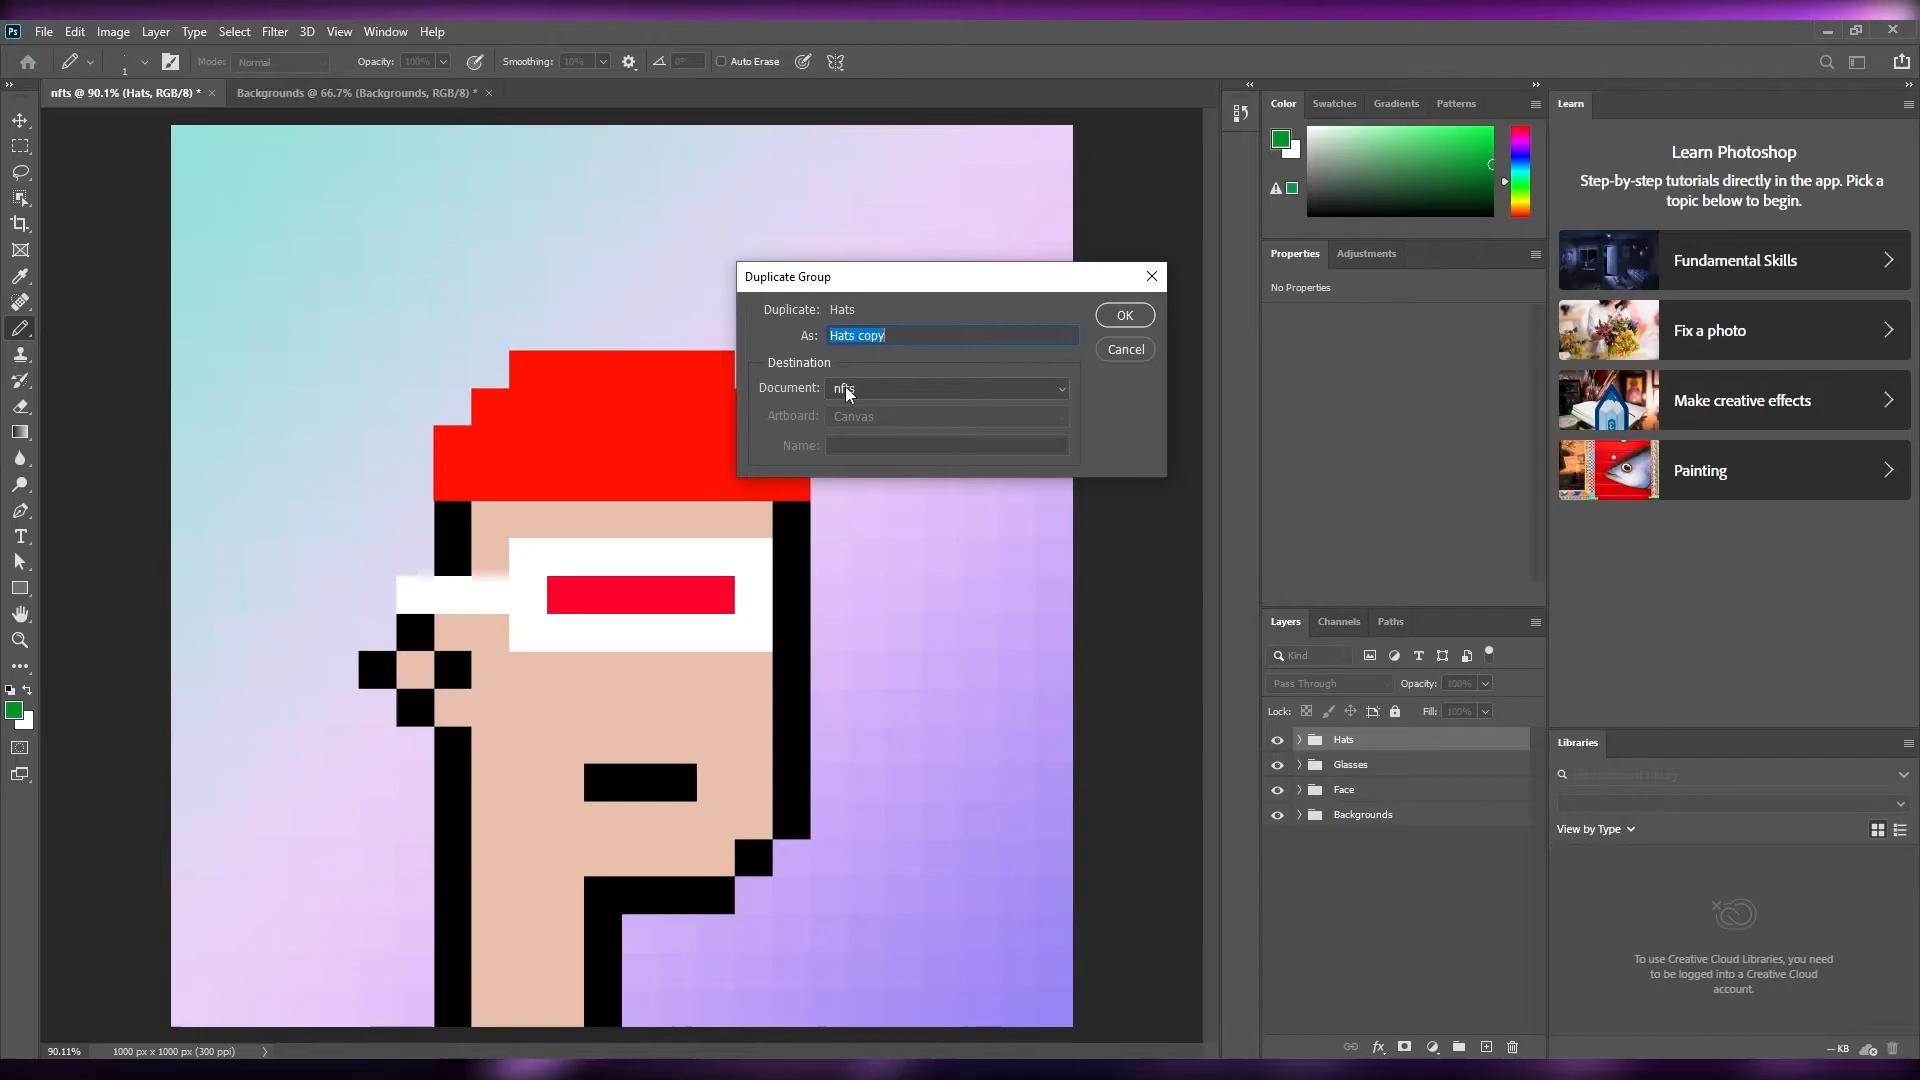 Ps File Edit Image Layer Type Select Filter 3D View Window Help
1 Mode: Normal Opacity: 100% Smoothing: 10% 0° Auto Erase
nfts @ 90.1% (Hats, RGB/8) * × Backgrounds @ 66.7% (Backgrounds, RGB/8) * ×
Color Swatches Gradients Patterns
Learn
Learn Photoshop
Step-by-step tutorials directly in the app. Pick a
topic below to begin.
Fundamental Skills
Fix a photo
Make creative effects
Painting
Properties Adjustments
No Properties
Duplicate Group
Duplicate: Hats
As: Hats copy
OK
Cancel
Destination
Document: nfts
Artboard: Canvas
Name:
Layers Channels Paths
Kind
Pass Through Opacity: 100%
Lock: Fill: 100%
Hats
Glasses
Face
Backgrounds
Libraries
View by Type
To use Creative Cloud Libraries, you need
to be logged into a Creative Cloud
account.
-- KB
90.11% 1000 px x 1000 px (300 ppi)